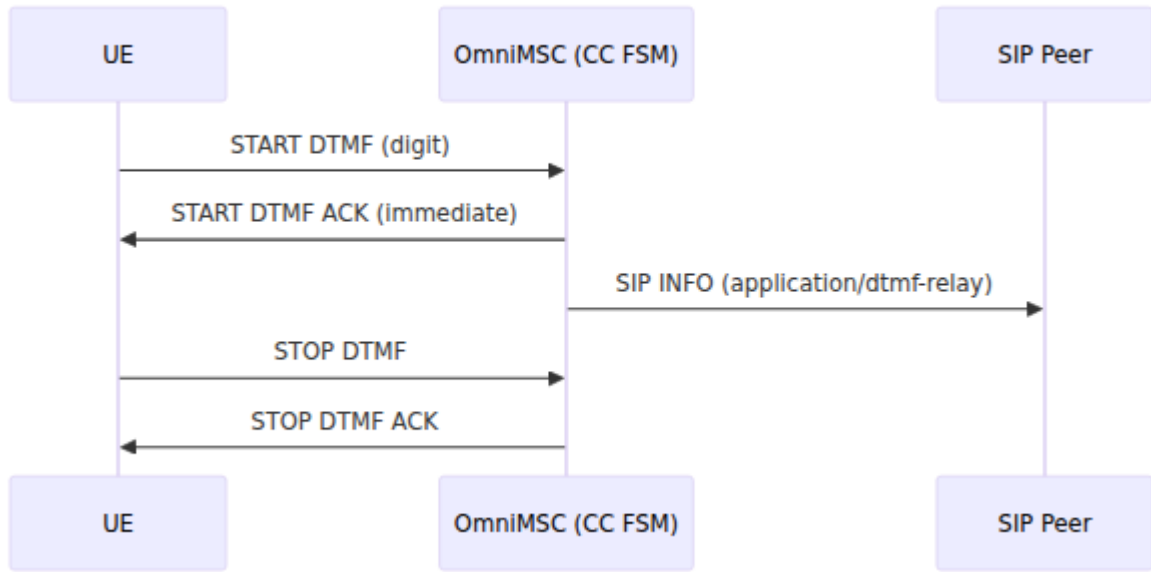 UE
OmniMSC (CC FSM)
SIP Peer
START DTMF (digit)
START DTMF ACK (immediate)
SIP INFO (application/dtmf-relay)
STOP DTMF
STOP DTMF ACK
UE
OmniMSC (CC FSM)
SIP Peer